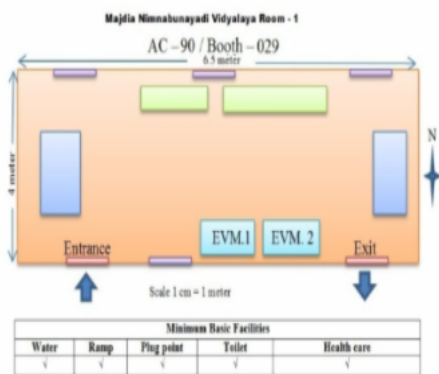 Majdia Nimnabunayadi Vidyalaya Room - 1
AC – 90 / Booth – 029
6.5 meter
4 meter
N
EVM.1 EVM. 2
Entrance Exit
Scale 1 cm = 1 meter
Minimum Basic Facilities
Water Ramp Plug point Toilet Health care
√ √ √ √ √